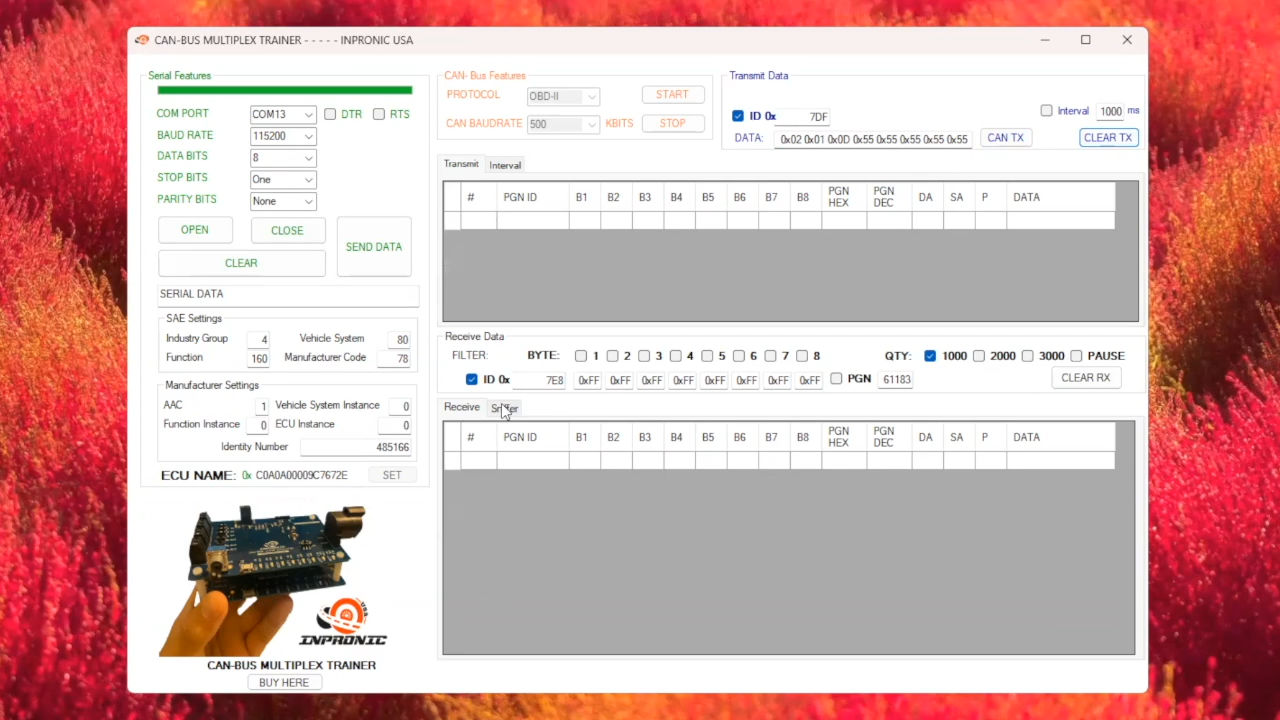 CAN-BUS MULTIPLEX TRAINER - - - - - INPRONIC USA
Serial Features
COM PORT COM13 DTR RTS
BAUD RATE 115200
DATA BITS 8
STOP BITS One
PARITY BITS None
OPEN CLOSE SEND DATA
CLEAR
SERIAL DATA
SAE Settings
Industry Group 4 Vehicle System 80
Function 160 Manufacturer Code 78
Manufacturer Settings
AAC 1 Vehicle System Instance 0
Function Instance 0 ECU Instance 0
Identity Number 485166
ECU NAME: 0x C0A0A00009C7672E SET
INPRONIC
USA
CAN-BUS MULTIPLEX TRAINER
BUY HERE
CAN- Bus Features
PROTOCOL OBD-II START
CAN BAUDRATE 500 KBITS STOP
Transmit Data
Interval 1000 ms
ID 0x 7DF
DATA: 0x02 0x01 0x0D 0x55 0x55 0x55 0x55 0x55 CAN TX CLEAR TX
Transmit Interval
# PGN ID B1 B2 B3 B4 B5 B6 B7 B8 PGN HEX PGN DEC DA SA P DATA
Receive Data
FILTER: BYTE: 1 2 3 4 5 6 7 8 QTY: 1000 2000 3000 PAUSE
ID 0x 7E8 0xFF 0xFF 0xFF 0xFF 0xFF 0xFF 0xFF 0xFF PGN 61183 CLEAR RX
Receive
# PGN ID B1 B2 B3 B4 B5 B6 B7 B8 PGN HEX PGN DEC DA SA P DATA